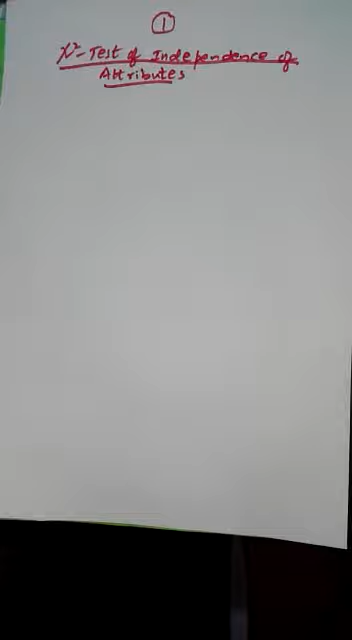 1
χ²-Test of Independence of
Attributes